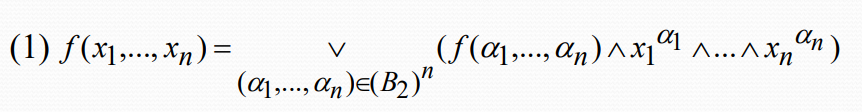 (1) f(x₁,..., xₙ) = ∨ (f(α₁,..., αₙ) ∧ x₁^α₁ ∧ ... ∧ xₙ^αₙ)
(α₁,..., αₙ)∈(B₂)ⁿ